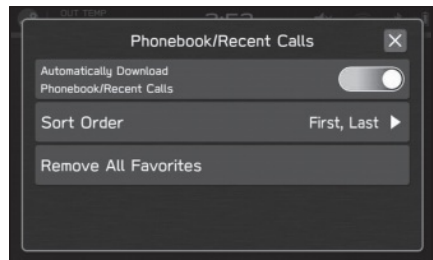 OUT TEMP
Phonebook/Recent Calls
Automatically Download
Phonebook/Recent Calls
Sort Order
First, Last
Remove All Favorites